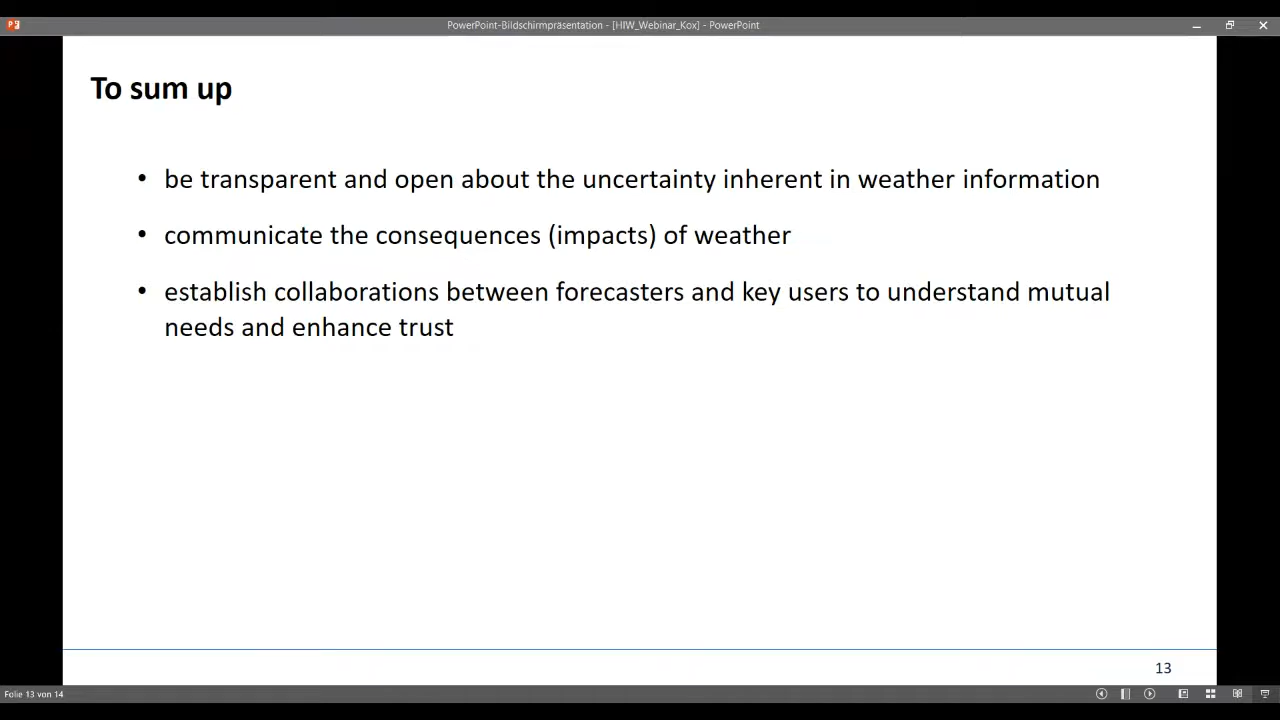 PowerPoint-Bildschirmpräsentation - [HIW_Webinar_Kox] - PowerPoint
To sum up
• be transparent and open about the uncertainty inherent in weather information
• communicate the consequences (impacts) of weather
• establish collaborations between forecasters and key users to understand mutual
needs and enhance trust
13
Folie 13 von 14